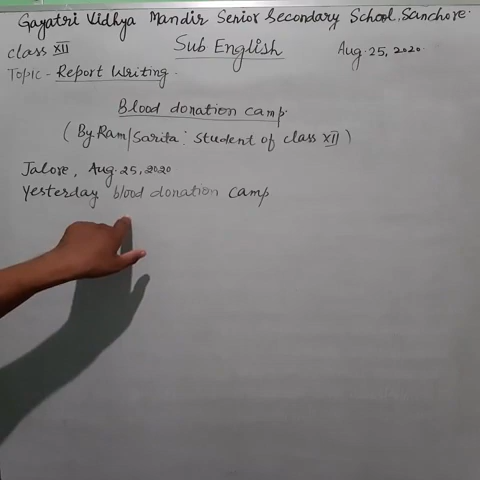 Gayatri Vidhya Mandir Senior Secondary School. Sanchore.
class XII Sub English Aug. 25, 2020.
Topic - Report Writing.
Blood donation camp.
( By Ram/Sarita : Student of class XII )
Jalore, Aug. 25, 2020
Yesterday blood donation camp